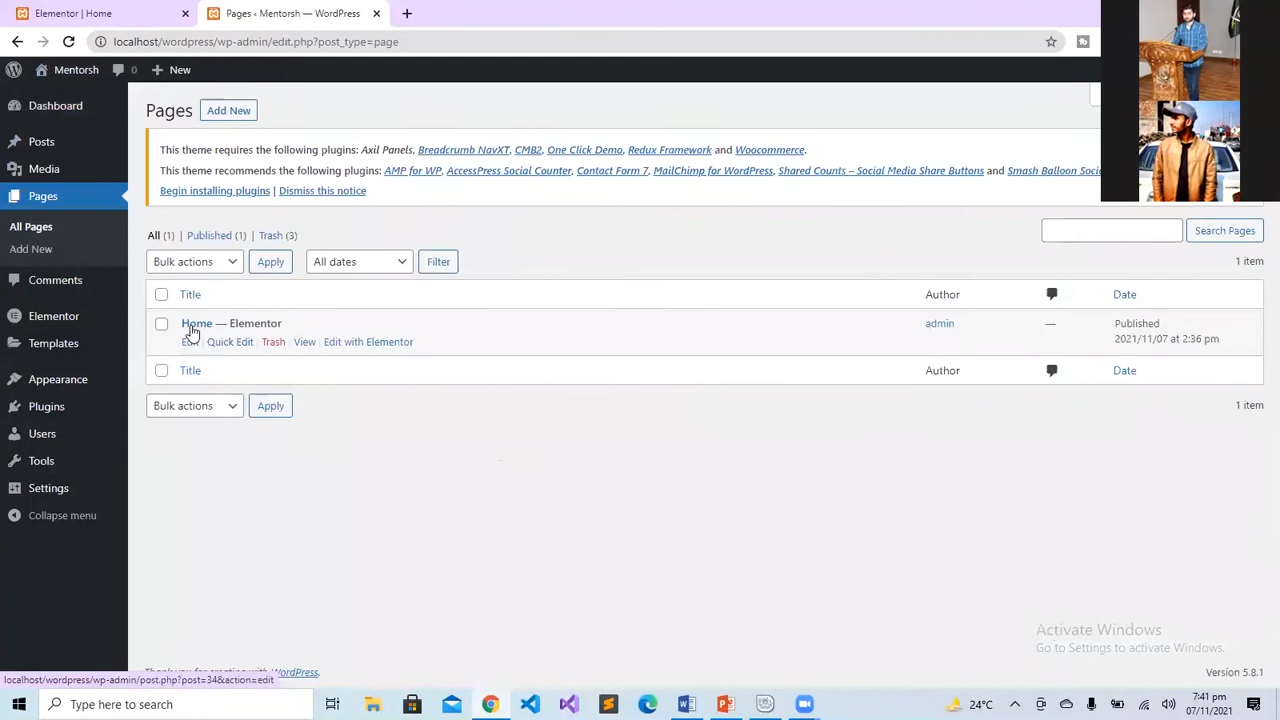 Elementor | Home
Pages ‹ Mentorsh — WordPress
localhost/wordpress/wp-admin/edit.php?post_type=page
Mentorsh 0 New
Dashboard
Posts
Media
Pages
All Pages
Add New
Comments
Elementor
Templates
Appearance
Plugins
Users
Tools
Settings
Collapse menu
Pages Add New
This theme requires the following plugins: Axil Panels, Breadcrumb NavXT, CMB2, One Click Demo, Redux Framework and Woocommerce.
This theme recommends the following plugins: AMP for WP, AccessPress Social Counter, Contact Form 7, MailChimp for WordPress, Shared Counts – Social Media Share Buttons and Smash Balloon Soci
Begin installing plugins | Dismiss this notice
All (1) | Published (1) | Trash (3)
Search Pages
Bulk actions Apply All dates Filter
1 item
Title Author Date
Home — Elementor admin — Published
2021/11/07 at 2:36 pm
Edit | Quick Edit | Trash | View | Edit with Elementor
Title Author Date
Bulk actions Apply
1 item
Activate Windows
Go to Settings to activate Windows.
WordPress.
Version 5.8.1
localhost/wordpress/wp-admin/post.php?post=34&action=edit
Type here to search
24°C
7:41 pm
07/11/2021